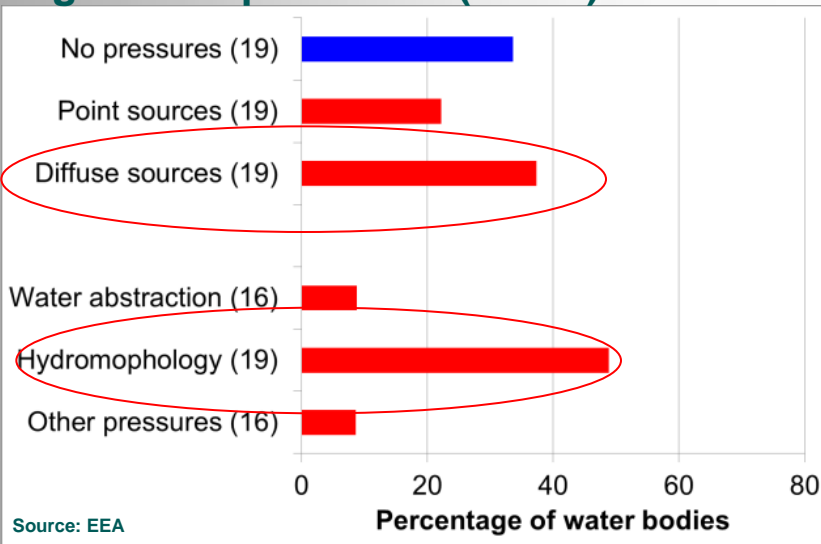 No pressures (19)
Point sources (19)
Diffuse sources (19)
Water abstraction (16)
Hydromophology (19)
Other pressures (16)
0 20 40 60 80
Percentage of water bodies
Source: EEA